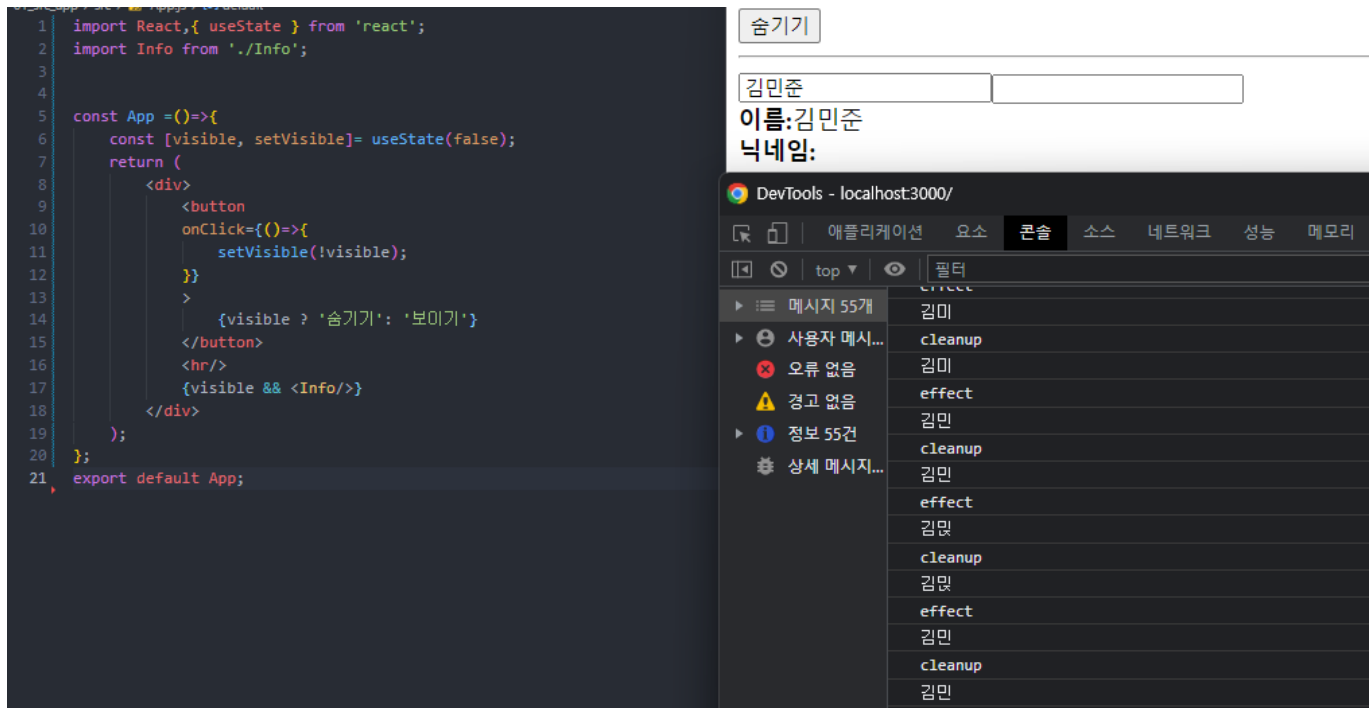 1 import React,{ useState } from 'react';
2 import Info from './Info';
3
4
5 const App =()=>{
6 const [visible, setVisible]= useState(false);
7 return (
8 <div>
9 <button
10 onClick={()=>{
11 setVisible(!visible);
12 }}
13 >
14 {visible ? '숨기기': '보이기'}
15 </button>
16 <hr/>
17 {visible && <Info/>}
18 </div>
19 );
20 };
21 export default App;
숨기기
김민준
이름:김민준
닉네임:
DevTools - localhost:3000/
애플리케이션 요소 콘솔 소스 네트워크 성능 메모리
top ▼ 필터
메시지 55개
사용자 메시...
오류 없음
경고 없음
정보 55건
상세 메시지...
effect
김미
cleanup
김미
effect
김민
cleanup
김민
effect
김믽
cleanup
김믽
effect
김민
cleanup
김민